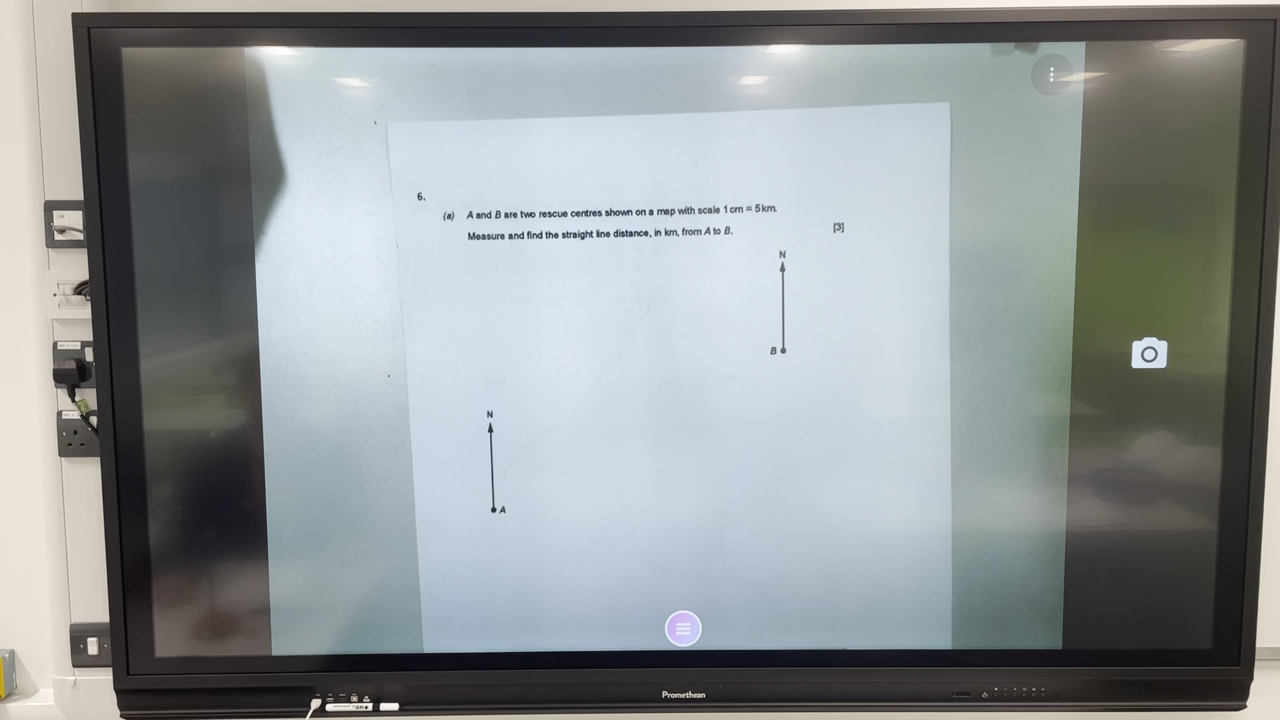 6.
(a) A and B are two rescue centres shown on a map with scale 1 cm = 5 km.
Measure and find the straight line distance, in km, from A to B.
[3]
N
B
N
A
Promethean